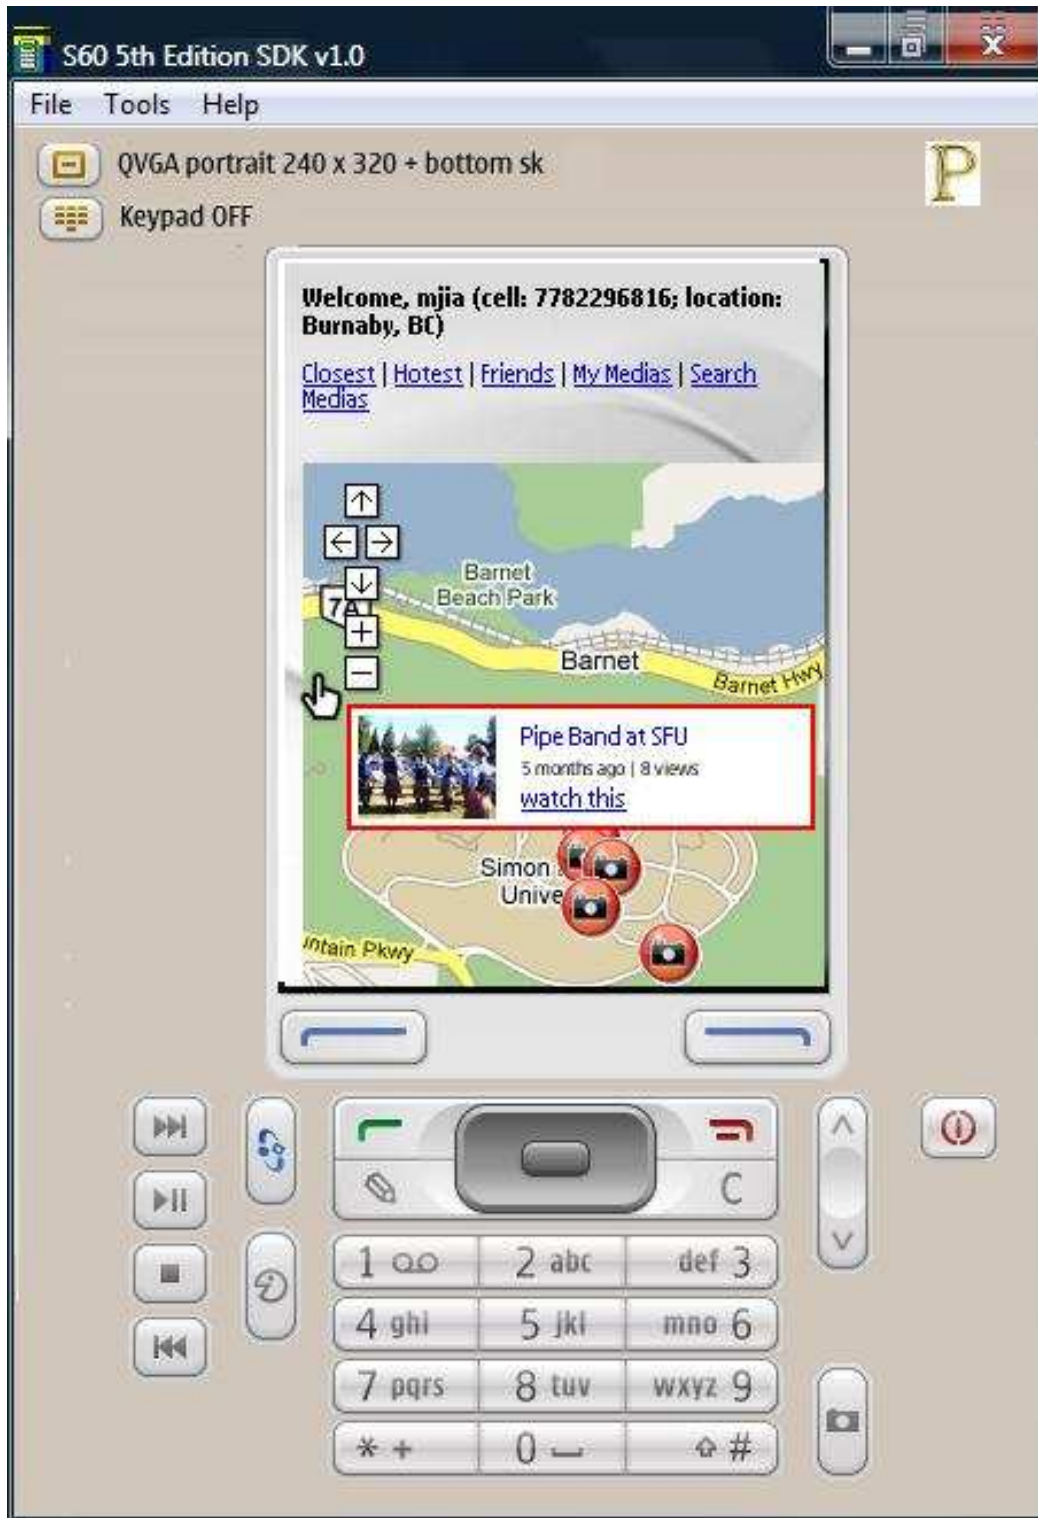 S60 5th Edition SDK v1.0
File Tools Help
QVGA portrait 240 x 320 + bottom sk
P
Keypad OFF
Welcome, mjia (cell: 7782296816; location:
Burnaby, BC)
Closest | Hotest | Friends | My Medias | Search
Medias
Barnet
Beach Park
7A
Barnet
Barnet Hwy
Pipe Band at SFU
5 months ago | 8 views
watch this
Simon
Unive
ntain Pkwy
C
1 2 abc def 3
4 ghi 5 jkl mno 6
7 pqrs 8 tuv wxyz 9
* + 0 #